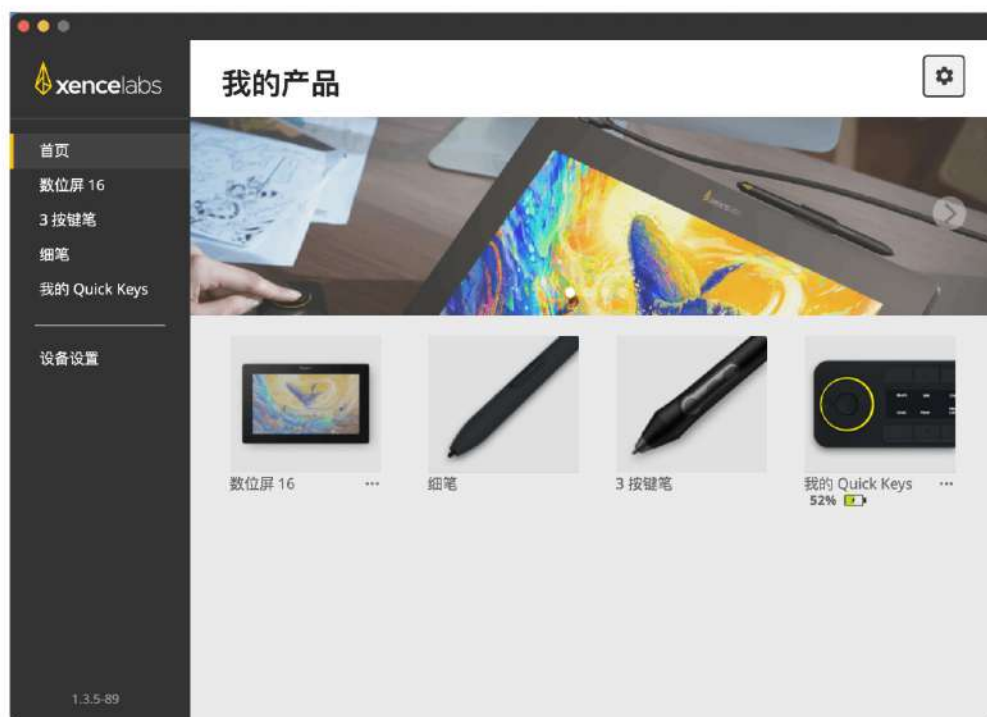 xencelabs
我的产品
首页
数位屏 16
3 按键笔
细笔
我的 Quick Keys
设备设置
数位屏 16
细笔
3 按键笔
我的 Quick Keys
52%
1.3.5-89